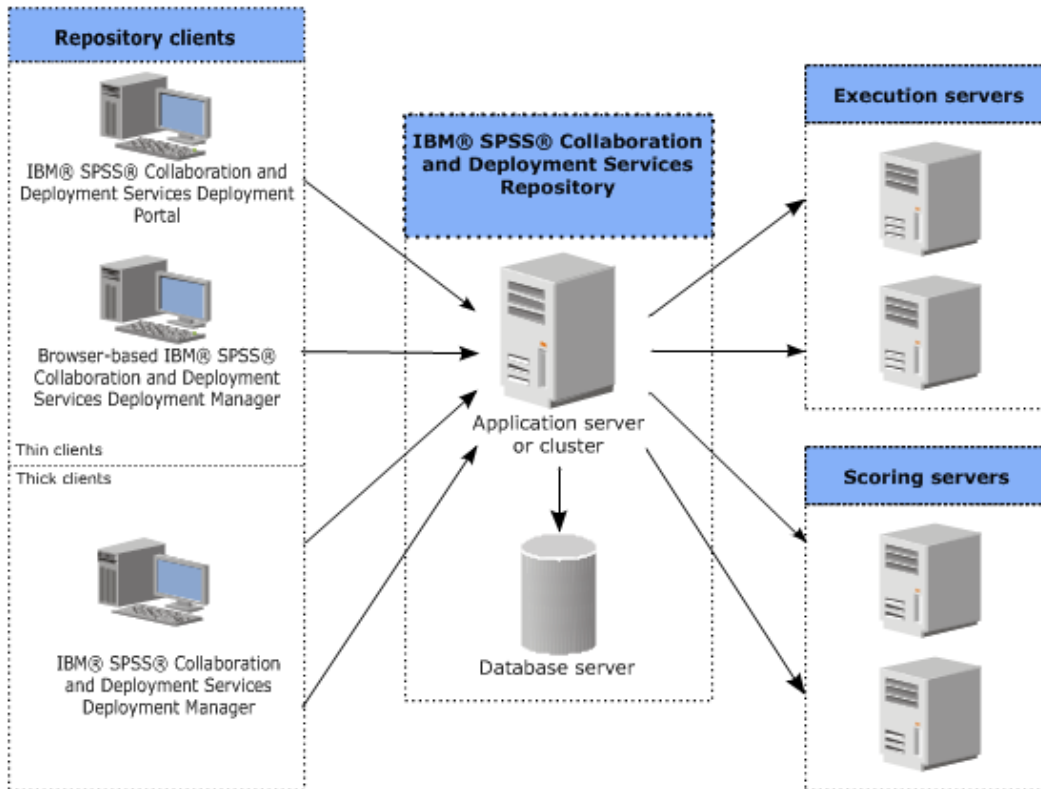 Repository clients
IBM® SPSS® Collaboration and
Deployment Services Deployment
Portal
Browser-based IBM® SPSS®
Collaboration and Deployment
Services Deployment Manager
Thin clients
Thick clients
IBM® SPSS® Collaboration
and Deployment Services
Deployment Manager
IBM® SPSS® Collaboration
and Deployment Services
Repository
Application server
or cluster
Database server
Execution servers
Scoring servers